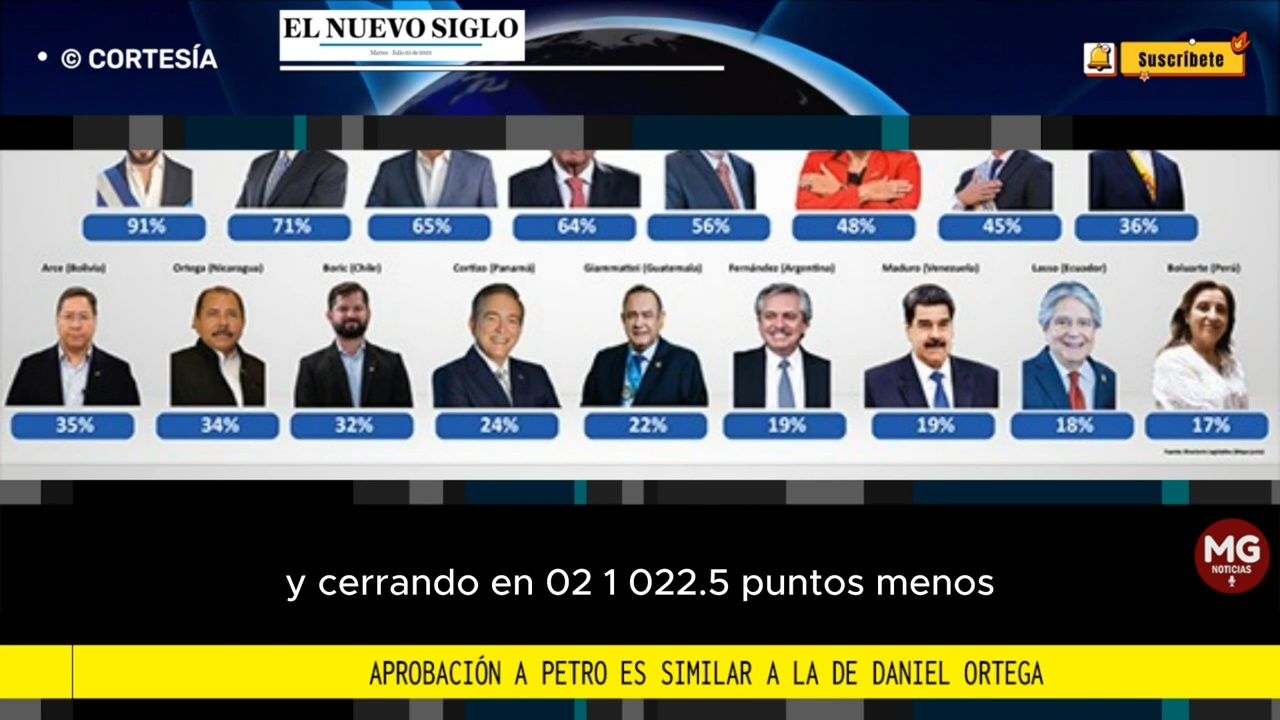 • © CORTESÍA
EL NUEVO SIGLO
Suscríbete
91% 71% 65% 64% 56% 48% 45% 36%
Arce (Bolivia) Ortega (Nicaragua) Boric (Chile) Cortizo (Panamá) Giammattei (Guatemala) Fernández (Argentina) Maduro (Venezuela) Lasso (Ecuador) Boluarte (Perú)
35% 34% 32% 24% 22% 19% 19% 18% 17%
y cerrando en 02 1 022.5 puntos menos
MG
NOTICIAS
APROBACIÓN A PETRO ES SIMILAR A LA DE DANIEL ORTEGA